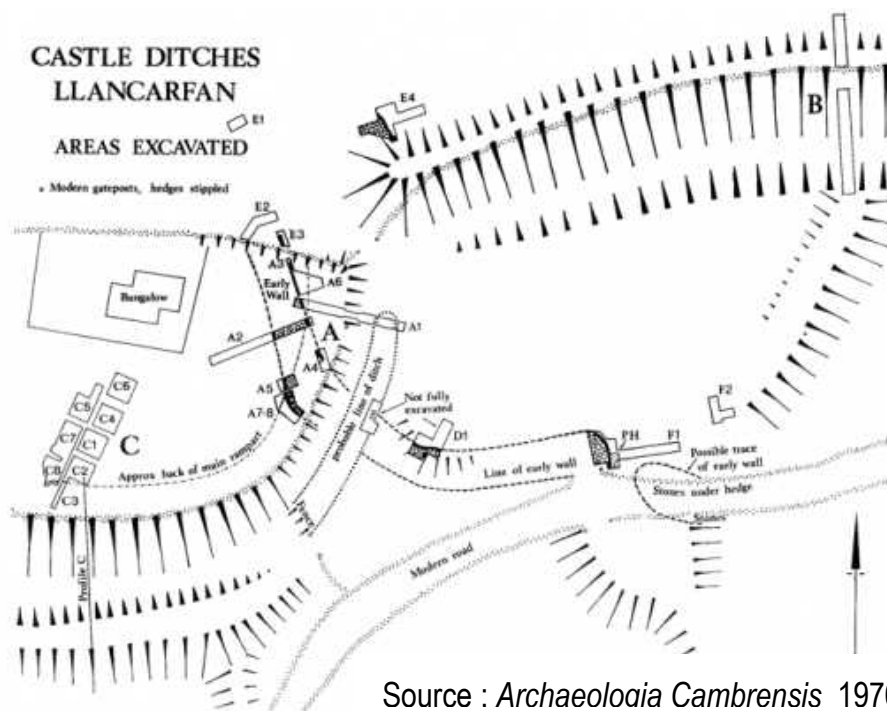 CASTLE DITCHES
LLANCARFAN
E1
AREAS EXCAVATED
Modern gateposts, hedges stippled
E4
B
E2
E3
A3
A6
Early
Wall
Bungalow
A1
A2
A
A4
A5
A7-8
Not fully
excavated
probable line of ditch
C6
C5
C4
C7
C1
C
C8
C2
C3
Approx back of main rampart
D1
Line of early wall
PH
F1
F2
Possible trace
of early wall
Stones under hedge
Stones
Modern road
Profile C
Source : Archaeologia Cambrensis 1970